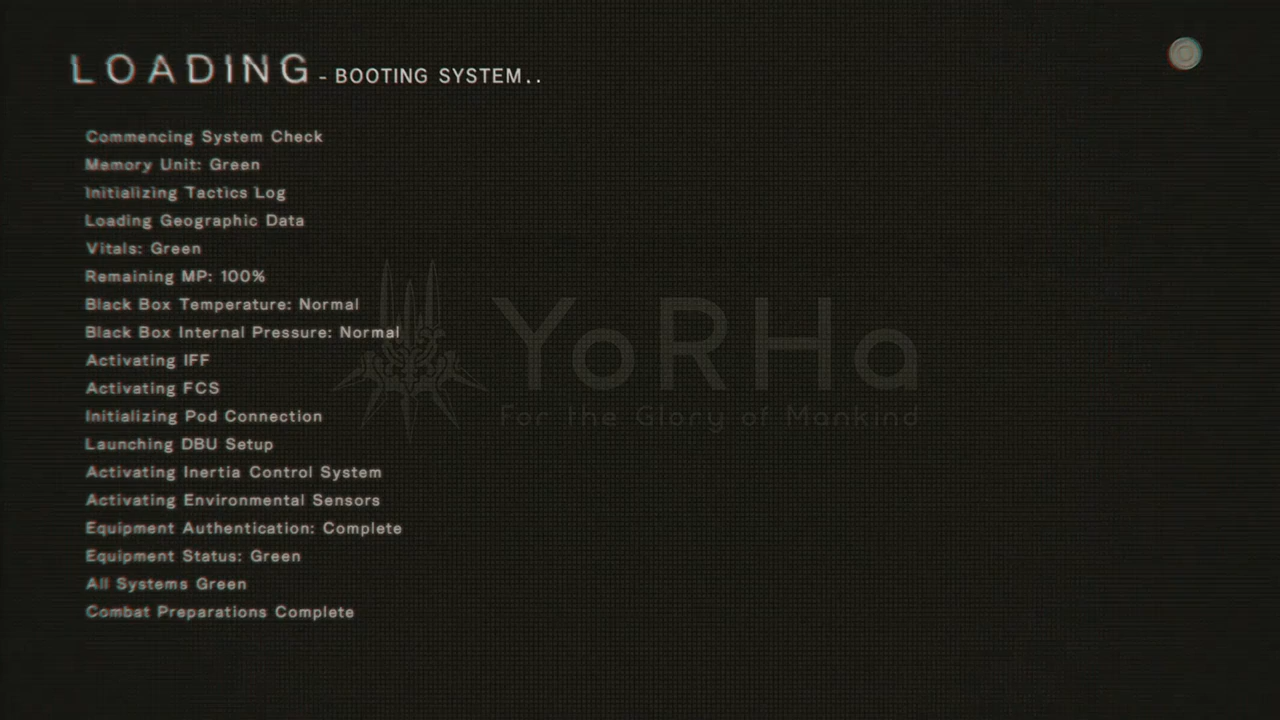 LOADING - BOOTING SYSTEM..
Commencing System Check
Memory Unit: Green
Initializing Tactics Log
Loading Geographic Data
Vitals: Green
Remaining MP: 100%
Black Box Temperature: Normal
Black Box Internal Pressure: Normal
Activating IFF
Activating FCS
Initializing Pod Connection
Launching DBU Setup
Activating Inertia Control System
Activating Environmental Sensors
Equipment Authentication: Complete
Equipment Status: Green
All Systems Green
Combat Preparations Complete
YoRHa
For the Glory of Mankind